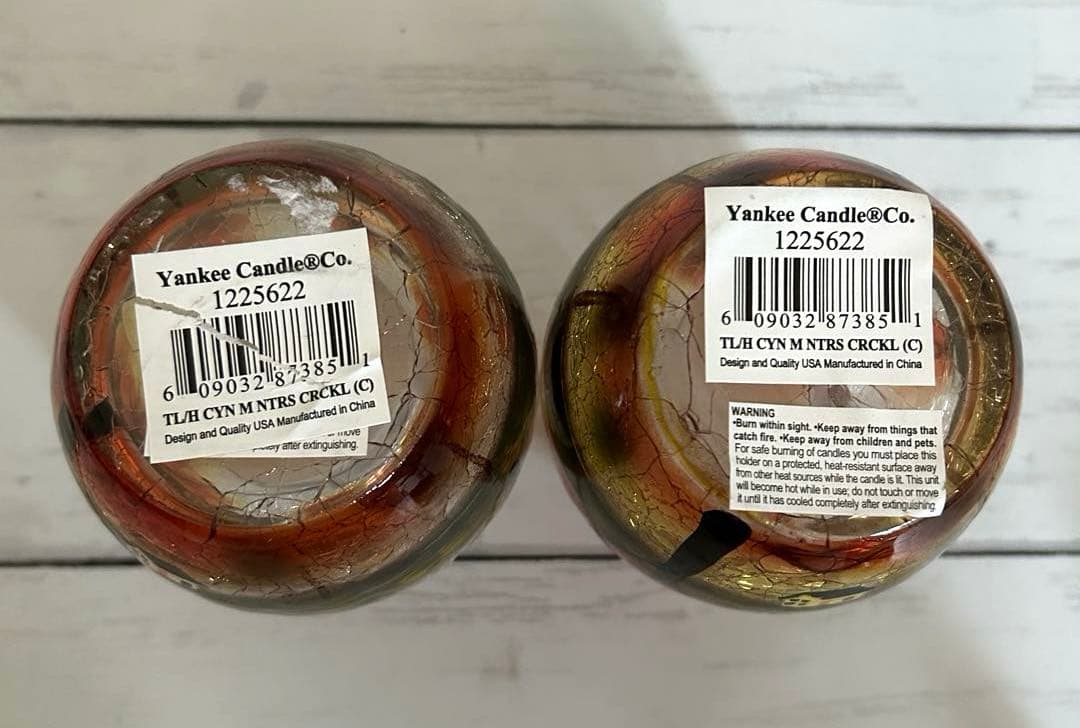 Yankee Candle®Co.
1225622
6 09032 87385 1
TL/H CYN M NTRS CRCKL (C)
Design and Quality USA Manufactured in China
move
after extinguishing.
Yankee Candle®Co.
1225622
6 09032 87385 1
TL/H CYN M NTRS CRCKL (C)
Design and Quality USA Manufactured in China
WARNING
•Burn within sight. •Keep away from things that
catch fire. •Keep away from children and pets.
For safe burning of candles you must place this
holder on a protected, heat-resistant surface away
from other heat sources while the candle is lit. This unit
will become hot while in use; do not touch or move
it until it has cooled completely after extinguishing.